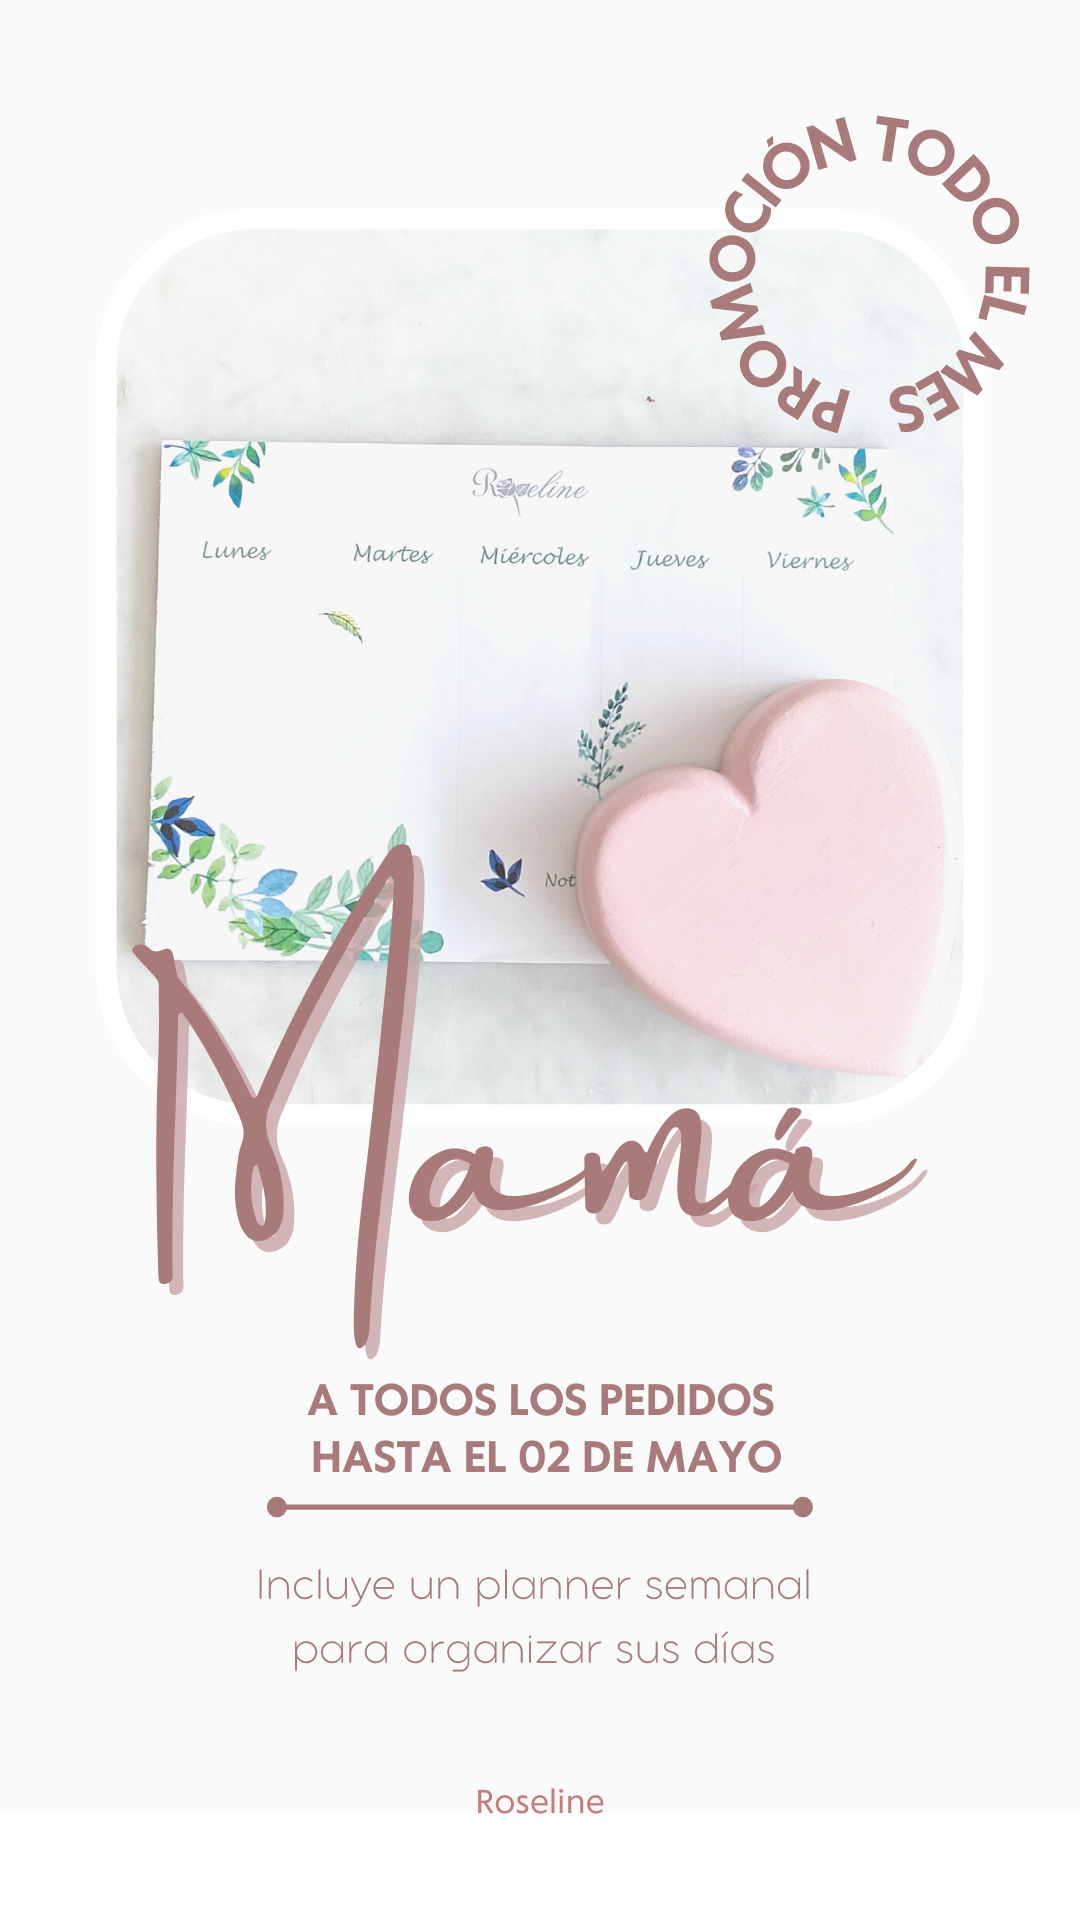 PROMOCIÓN TODO EL MES
Roseline
Lunes Martes Miércoles Jueves Viernes
Not
Mamá
A TODOS LOS PEDIDOS
HASTA EL 02 DE MAYO
Incluye un planner semanal
para organizar sus días
Roseline